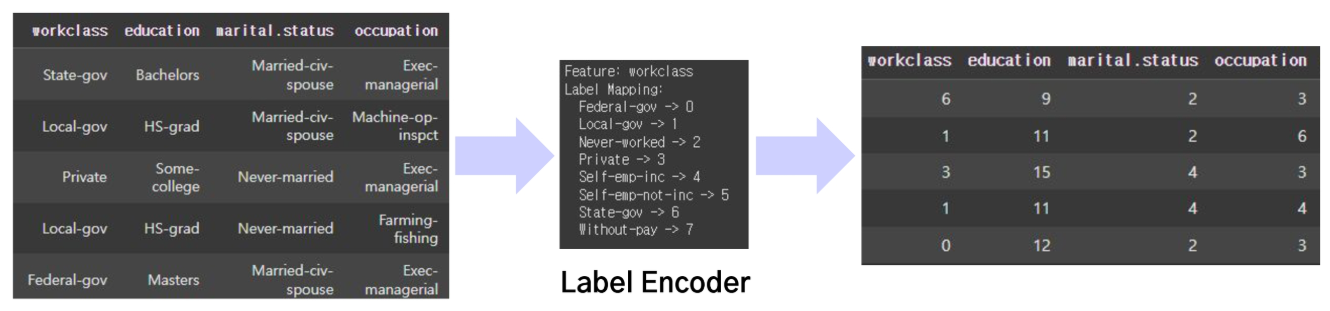 workclass education marital.status occupation
State-gov Bachelors Married-civ-spouse Exec-managerial
Local-gov HS-grad Married-civ-spouse Machine-op-inspct
Private Some-college Never-married Exec-managerial
Local-gov HS-grad Never-married Farming-fishing
Federal-gov Masters Married-civ-spouse Exec-managerial
Feature: workclass
Label Mapping:
Federal-gov -> 0
Local-gov -> 1
Never-worked -> 2
Private -> 3
Self-emp-inc -> 4
Self-emp-not-inc -> 5
State-gov -> 6
Without-pay -> 7
Label Encoder
workclass education marital.status occupation
6 9 2 3
1 11 2 6
3 15 4 3
1 11 4 4
0 12 2 3